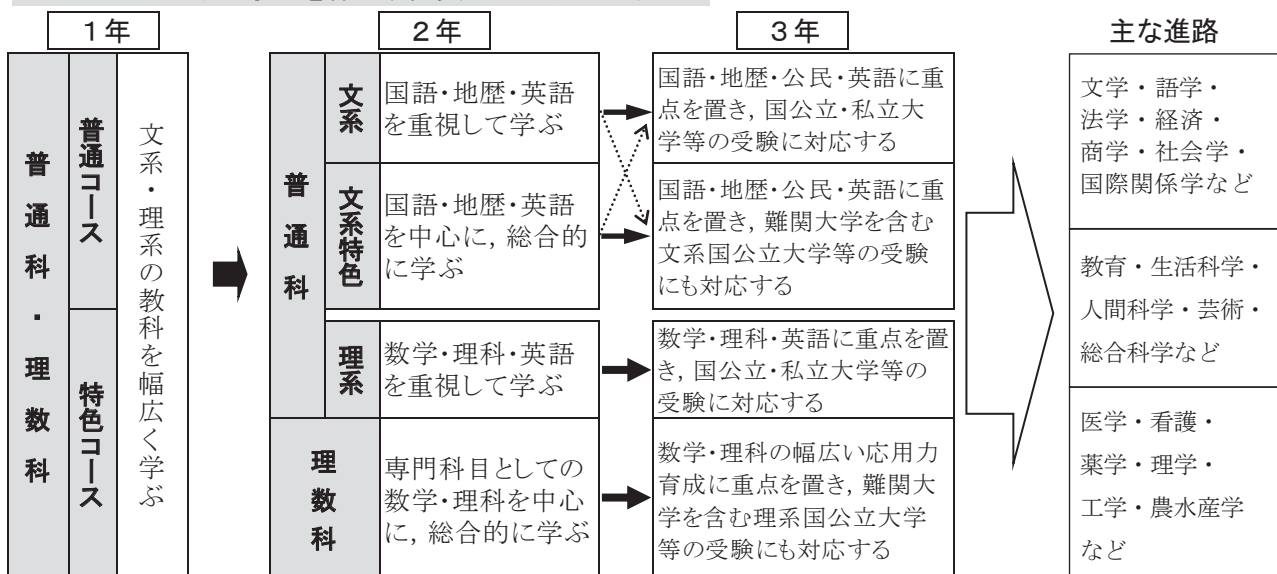 1年
2年
3年
主な進路
普通科・理数科
普通コース
特色コース
文系・理系の教科を幅広く学ぶ
普通科
文系
国語・地歴・英語
を重視して学ぶ
国語・地歴・公民・英語に重
点を置き，国公立・私立大
学等の受験に対応する
文系特色
国語・地歴・英語
を中心に，総合的
に学ぶ
国語・地歴・公民・英語に重
点を置き，難関大学を含む
文系国公立大学等の受験
にも対応する
理系
数学・理科・英語
を重視して学ぶ
数学・理科・英語に重点を置
き，国公立・私立大学等の
受験に対応する
理数科
専門科目としての
数学・理科を中心
に，総合的に学ぶ
数学・理科の幅広い応用力
育成に重点を置き，難関大
学を含む理系国公立大学
等の受験にも対応する
文学・語学・
法学・経済・
商学・社会学・
国際関係学など
教育・生活科学・
人間科学・芸術・
総合科学など
医学・看護・
薬学・理学・
工学・農水産学
など